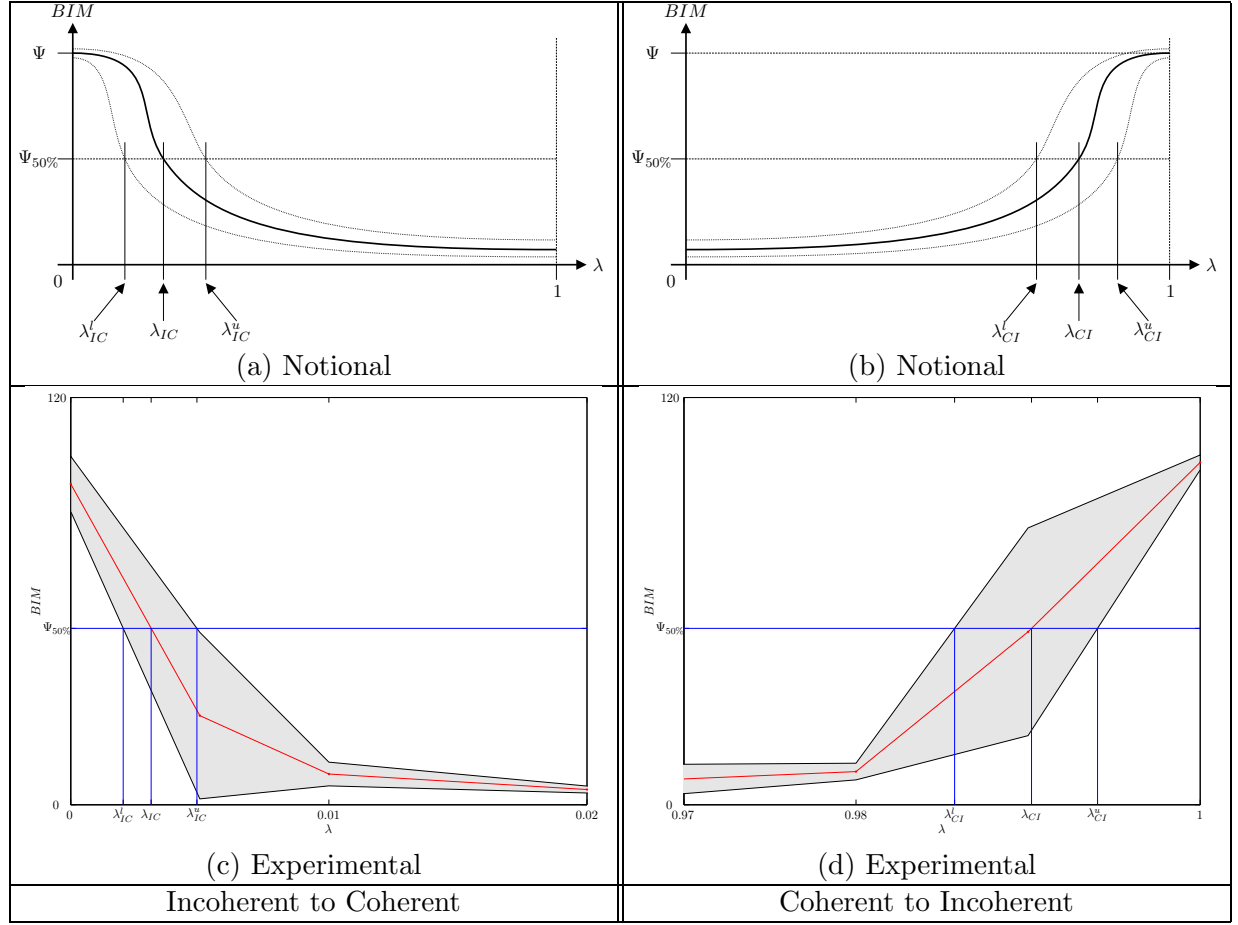 BIM
Ψ
Ψ50%
0
1
λ
λ^l_IC
λ_IC
λ^u_IC
(a) Notional
BIM
Ψ
Ψ50%
0
1
λ
λ^l_CI
λ_CI
λ^u_CI
(b) Notional
120
BIM
Ψ50%
0
0
λ^l_IC
λ_IC
λ^u_IC
0.01
0.02
λ
(c) Experimental
120
BIM
Ψ50%
0
0.97
0.98
λ^l_CI
λ_CI
λ^u_CI
1
λ
(d) Experimental
Incoherent to Coherent
Coherent to Incoherent